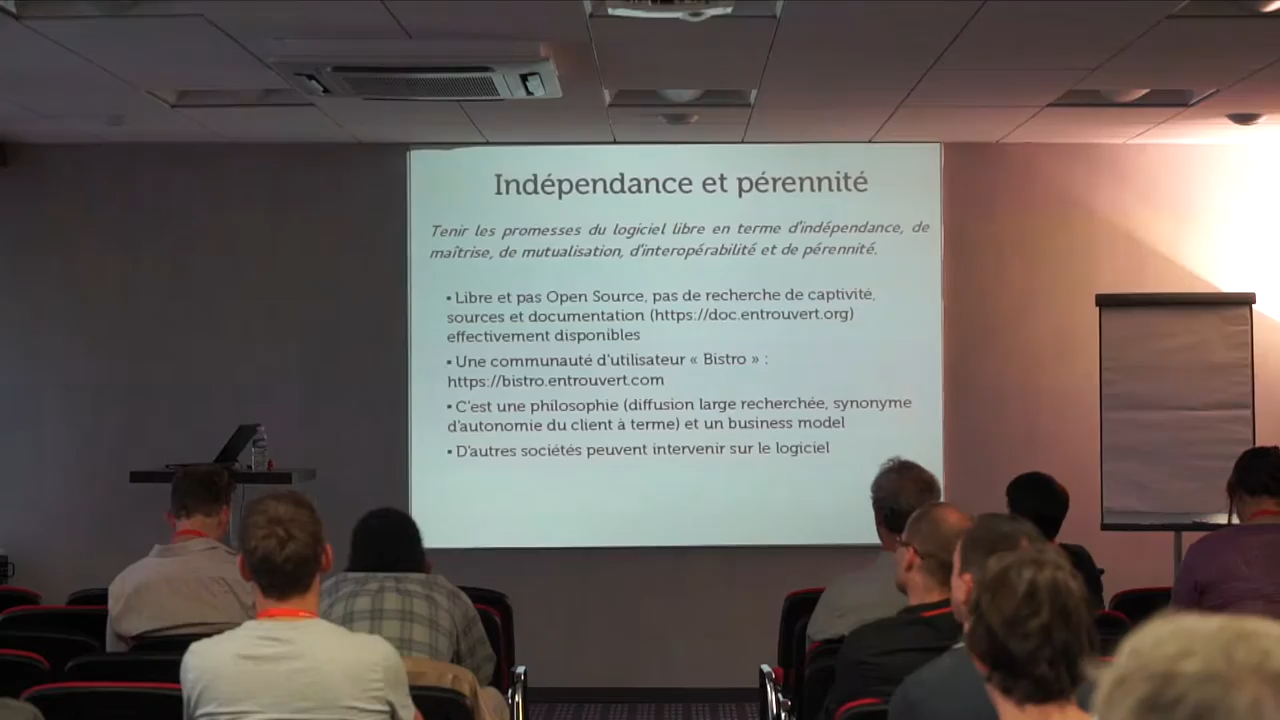 Indépendance et pérennité
Tenir les promesses du logiciel libre en terme d'indépendance, de
maîtrise, de mutualisation, d'interopérabilité et de pérennité.
▪ Libre et pas Open Source, pas de recherche de captivité,
sources et documentation (https://doc.entrouvert.org)
effectivement disponibles
▪ Une communauté d'utilisateur « Bistro » :
https://bistro.entrouvert.com
▪ C'est une philosophie (diffusion large recherchée, synonyme
d'autonomie du client à terme) et un business model
▪ D'autres sociétés peuvent intervenir sur le logiciel